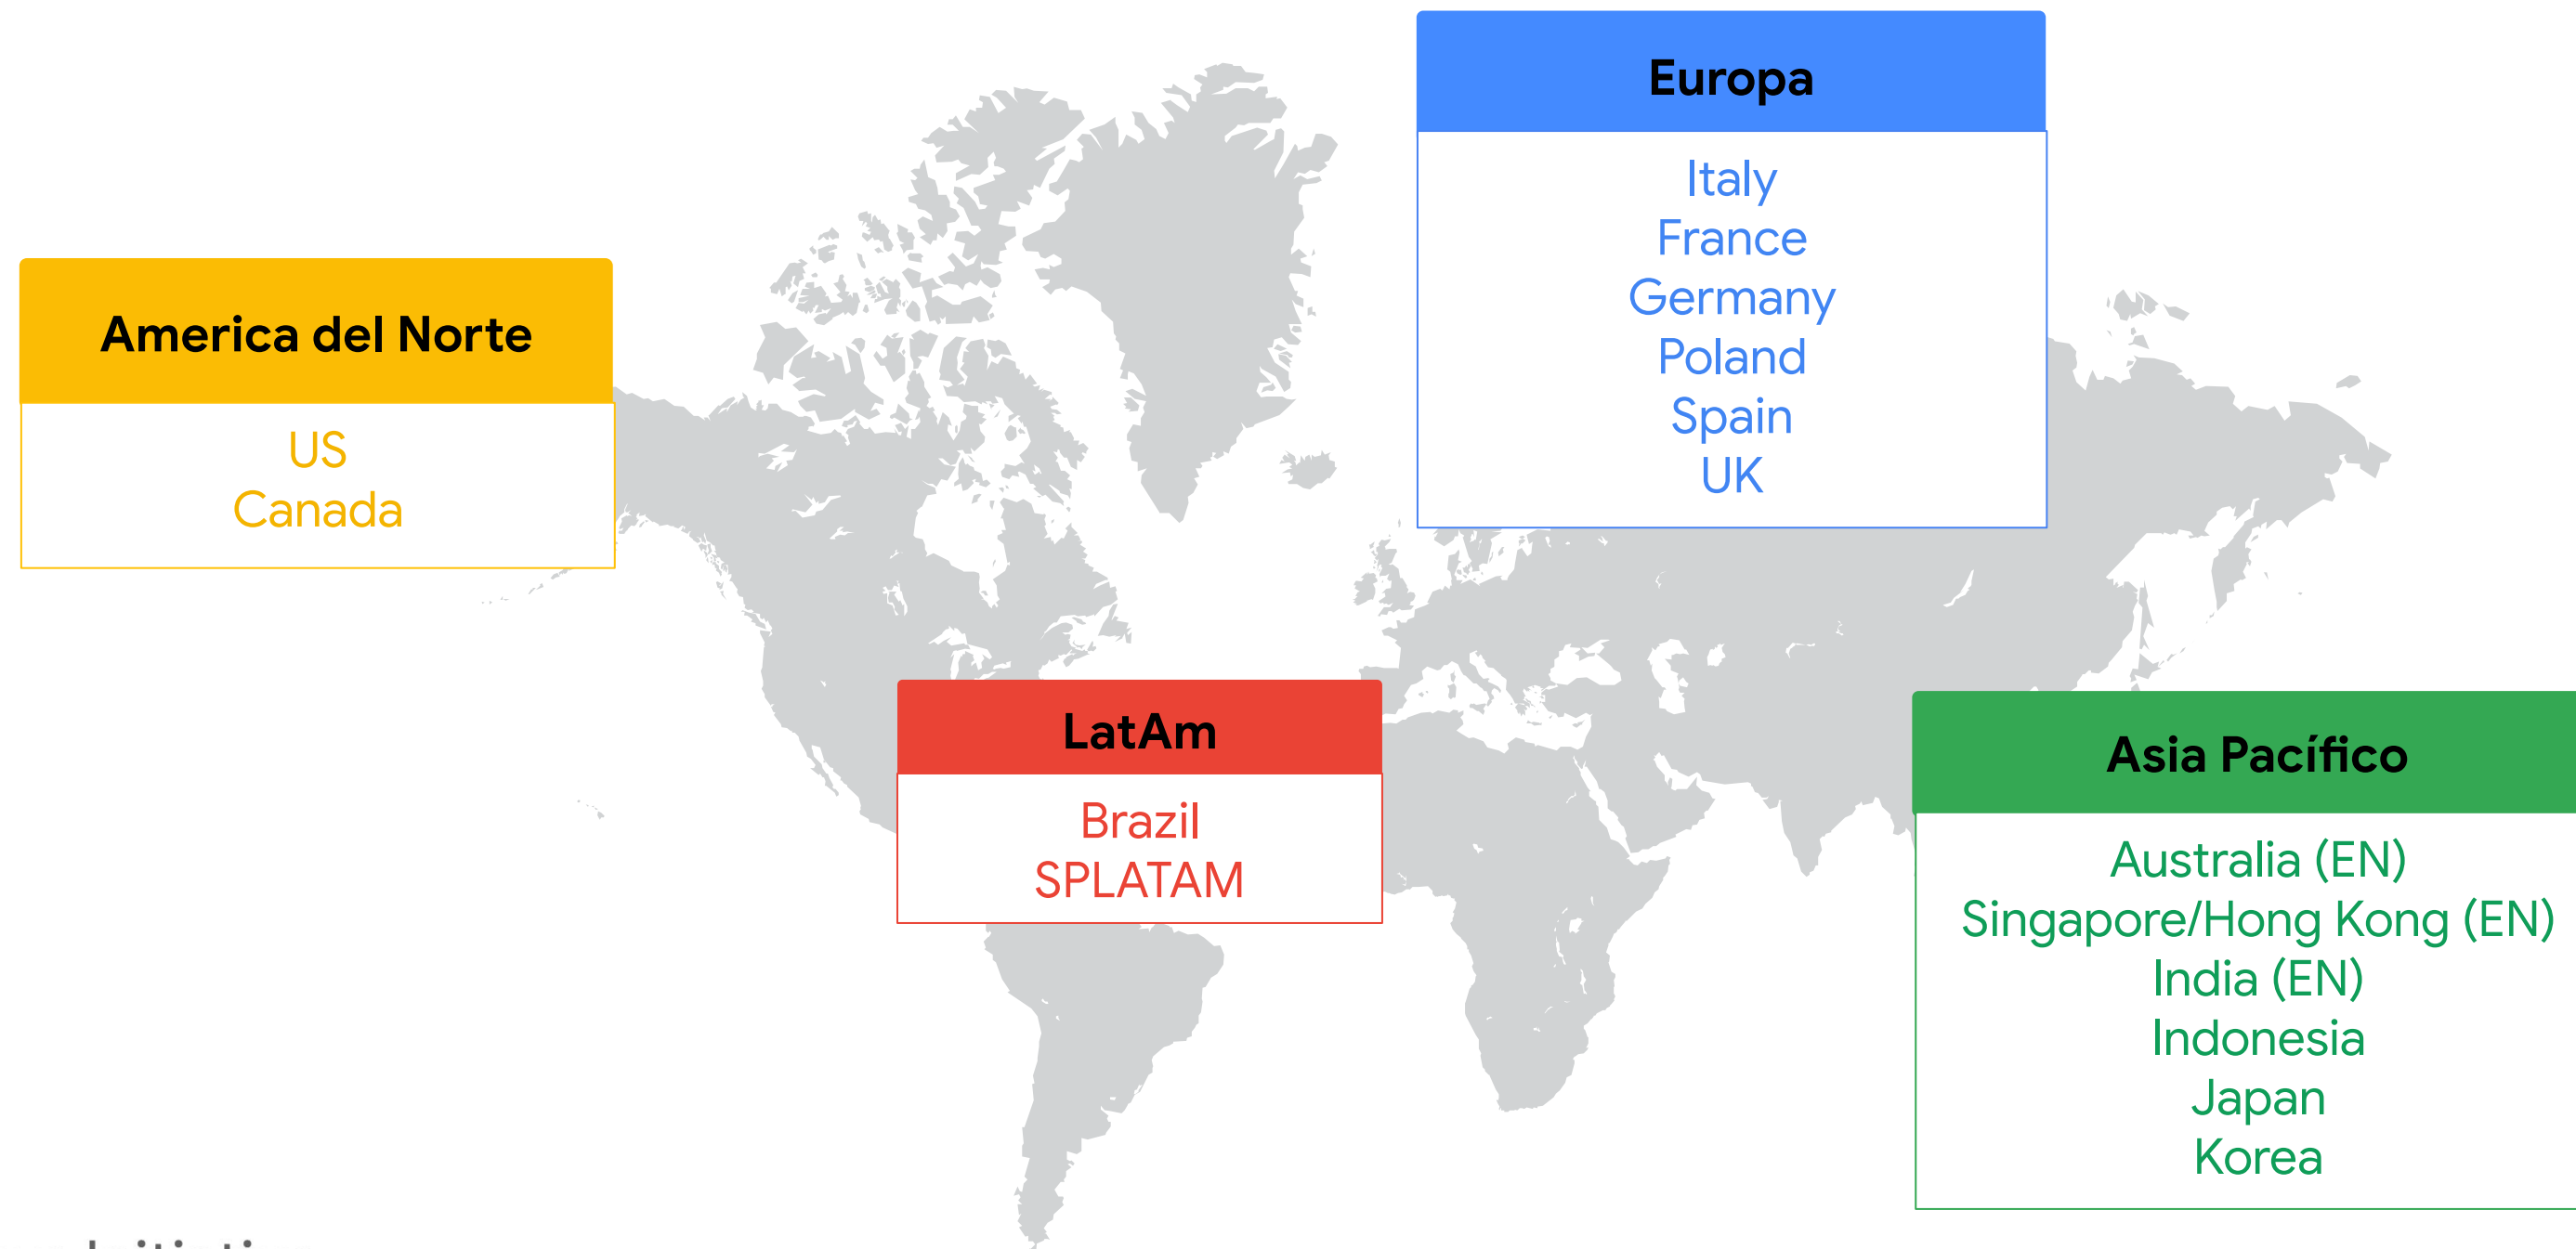 Europa
Italy
France
Germany
Poland
Spain
UK
America del Norte
US
Canada
LatAm
Brazil
SPLATAM
Asia Pacífico
Australia (EN)
Singapore/Hong Kong (EN)
India (EN)
Indonesia
Japan
Korea